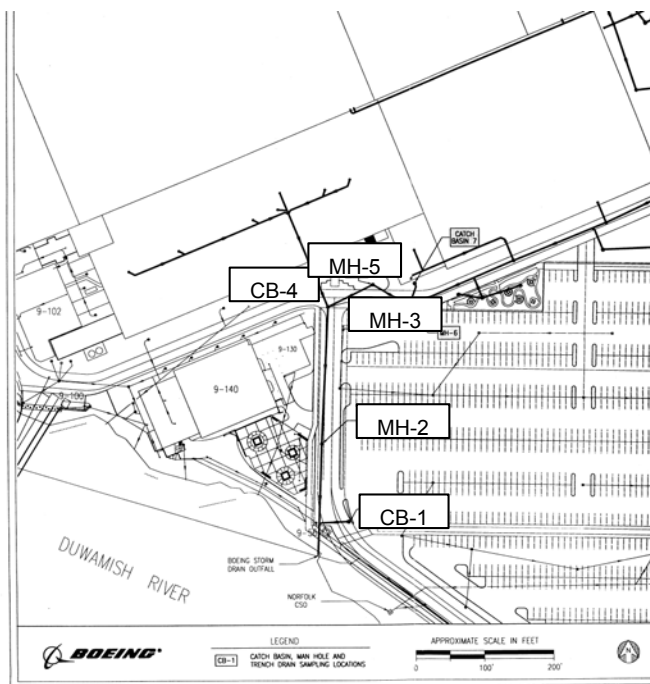 CATCH
BASIN 7
MH-5
CB-4
MH-3
MH-6
9-102
9-130
9-140
9-100
MH-2
CB-1
DUWAMISH RIVER
BOEING STORM
DRAIN OUTFALL
NORFOLK
CSO
BOEING®
LEGEND
CB-1 CATCH BASIN, MAN HOLE AND
TRENCH DRAIN SAMPLING LOCATIONS
APPROXIMATE SCALE IN FEET
0 100' 200'
N